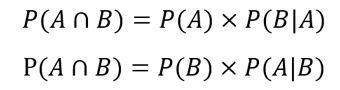 P(A ∩ B) = P(A) × P(B|A)
P(A ∩ B) = P(B) × P(A|B)